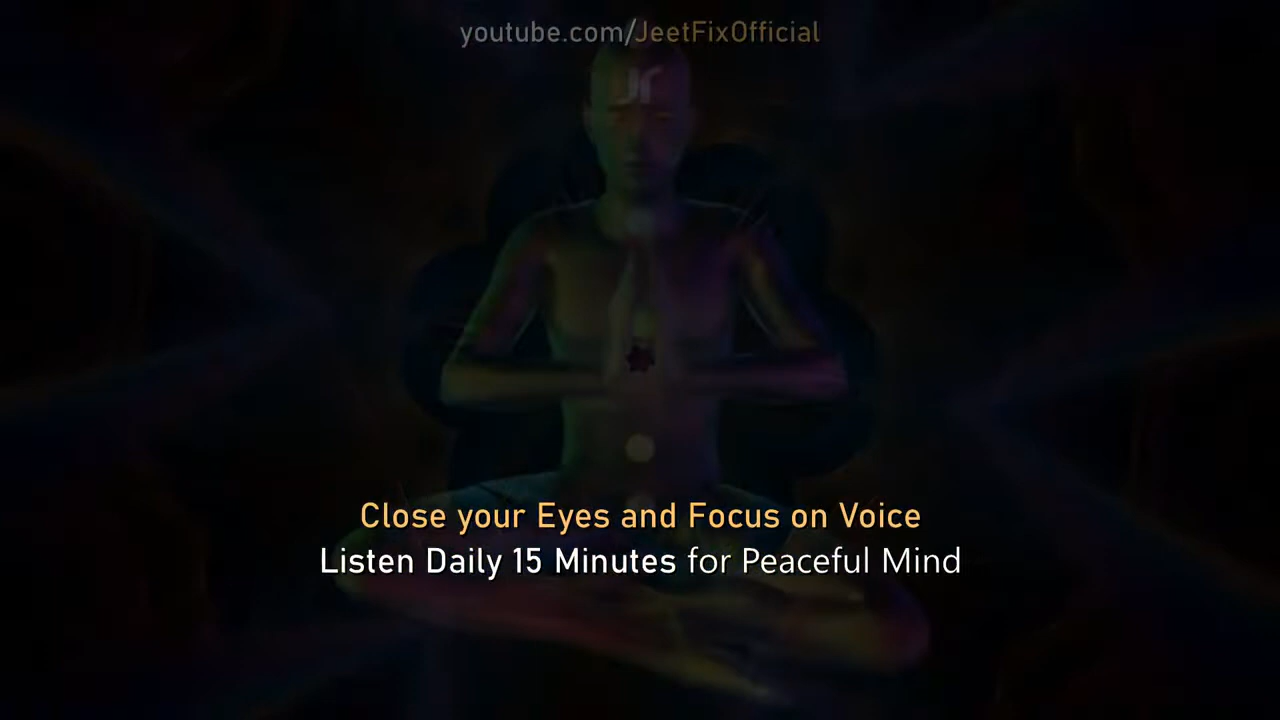 youtube.com/JeetFixOfficial
Close your Eyes and Focus on Voice
Listen Daily 15 Minutes for Peaceful Mind